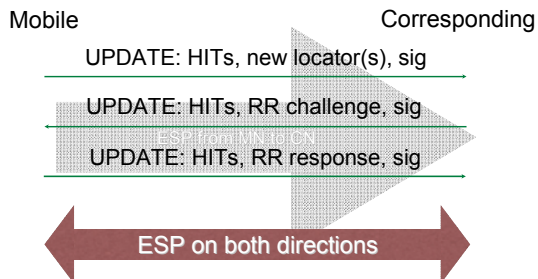 Mobile
Corresponding
UPDATE: HITs, new locator(s), sig
UPDATE: HITs, RR challenge, sig
ESP from MN to CN
UPDATE: HITs, RR response, sig
ESP on both directions